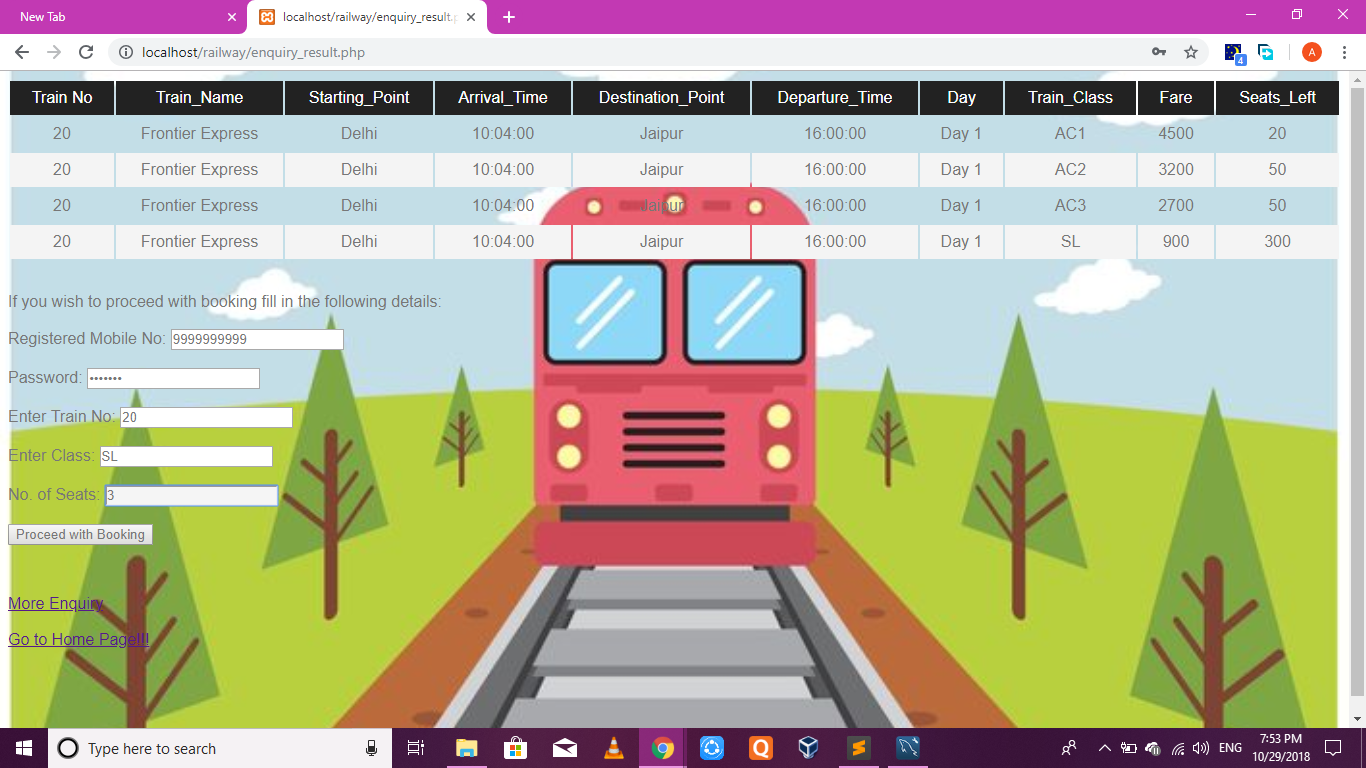 New Tab
localhost/railway/enquiry_result.p
localhost/railway/enquiry_result.php
4
A
Train No Train_Name Starting_Point Arrival_Time Destination_Point Departure_Time Day Train_Class Fare Seats_Left
20 Frontier Express Delhi 10:04:00 Jaipur 16:00:00 Day 1 AC1 4500 20
20 Frontier Express Delhi 10:04:00 Jaipur 16:00:00 Day 1 AC2 3200 50
20 Frontier Express Delhi 10:04:00 Jaipur 16:00:00 Day 1 AC3 2700 50
20 Frontier Express Delhi 10:04:00 Jaipur 16:00:00 Day 1 SL 900 300
If you wish to proceed with booking fill in the following details:
Registered Mobile No: 9999999999
Password: •••••••
Enter Train No: 20
Enter Class: SL
No. of Seats: 3
Proceed with Booking
More Enquiry
Go to Home Page!!!
Type here to search
Q
ENG
7:53 PM
10/29/2018